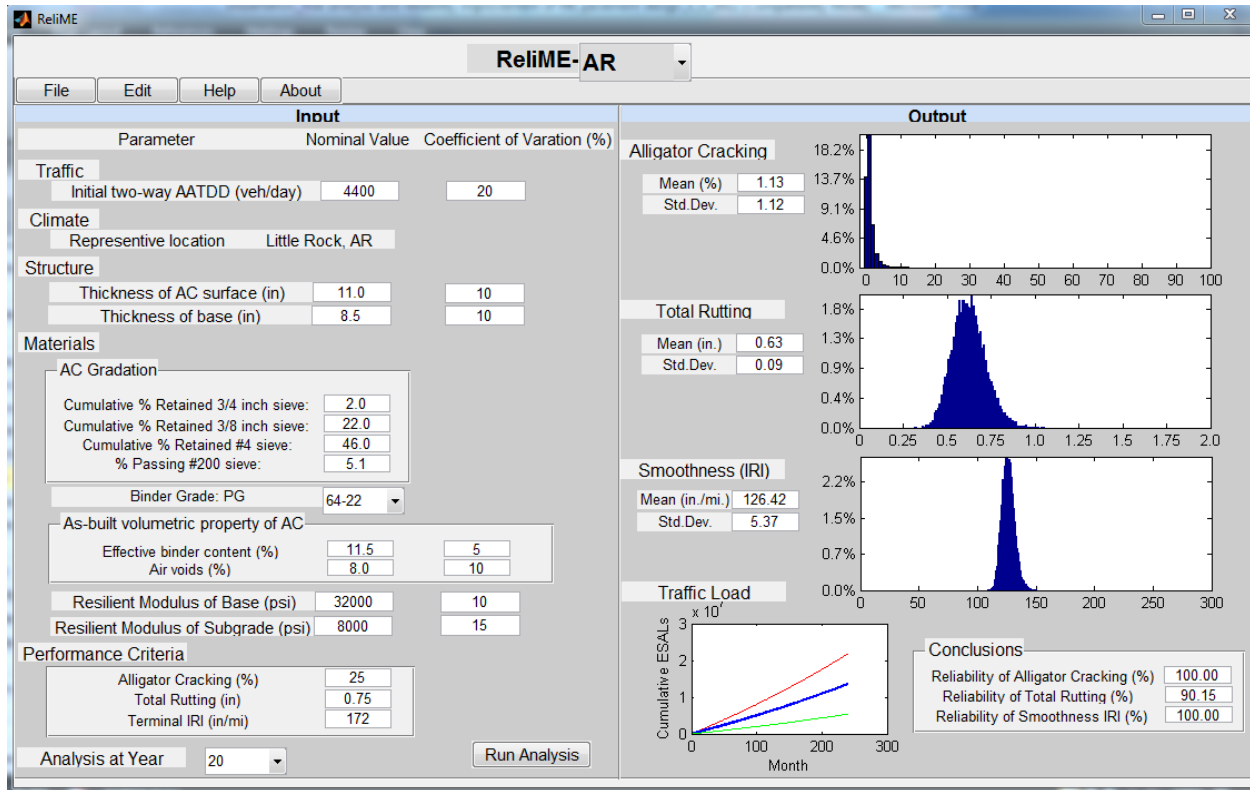 ReliME
ReliME- AR
File Edit Help About
Input
Parameter Nominal Value Coefficient of Varation (%)
Traffic
Initial two-way AATDD (veh/day) 4400 20
Climate
Representive location Little Rock, AR
Structure
Thickness of AC surface (in) 11.0 10
Thickness of base (in) 8.5 10
Materials
AC Gradation
Cumulative % Retained 3/4 inch sieve: 2.0
Cumulative % Retained 3/8 inch sieve: 22.0
Cumulative % Retained #4 sieve: 46.0
% Passing #200 sieve: 5.1
Binder Grade: PG 64-22
As-built volumetric property of AC
Effective binder content (%) 11.5 5
Air voids (%) 8.0 10
Resilient Modulus of Base (psi) 32000 10
Resilient Modulus of Subgrade (psi) 8000 15
Performance Criteria
Alligator Cracking (%) 25
Total Rutting (in) 0.75
Terminal IRI (in/mi) 172
Analysis at Year 20
Run Analysis
Output
Alligator Cracking
Mean (%) 1.13
Std.Dev. 1.12
18.2%
13.7%
9.1%
4.6%
0.0%
0 10 20 30 40 50 60 70 80 90 100
Total Rutting
Mean (in.) 0.63
Std.Dev. 0.09
1.8%
1.3%
0.9%
0.4%
0.0%
0 0.25 0.5 0.75 1.0 1.25 1.5 1.75 2.0
Smoothness (IRI)
Mean (in./mi.) 126.42
Std.Dev. 5.37
2.2%
1.5%
0.7%
0.0%
0 50 100 150 200 250 300
Traffic Load
x 10
Cumulative ESALs
3
2
1
0
0 100 200 300
Month
Conclusions
Reliability of Alligator Cracking (%) 100.00
Reliability of Total Rutting (%) 90.15
Reliability of Smoothness IRI (%) 100.00